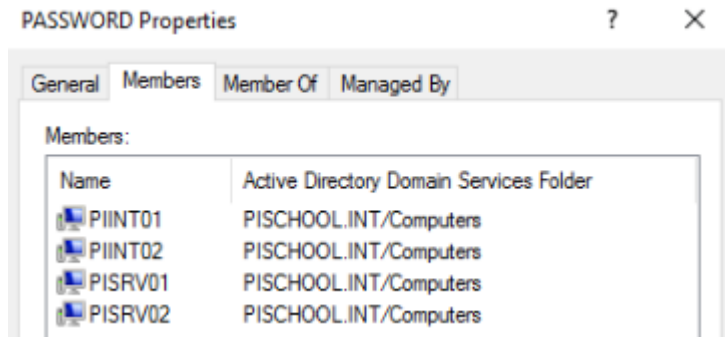 PASSWORD Properties ? ×
General Members Member Of Managed By
Members:
Name Active Directory Domain Services Folder
PIINT01 PISCHOOL.INT/Computers
PIINT02 PISCHOOL.INT/Computers
PISRV01 PISCHOOL.INT/Computers
PISRV02 PISCHOOL.INT/Computers